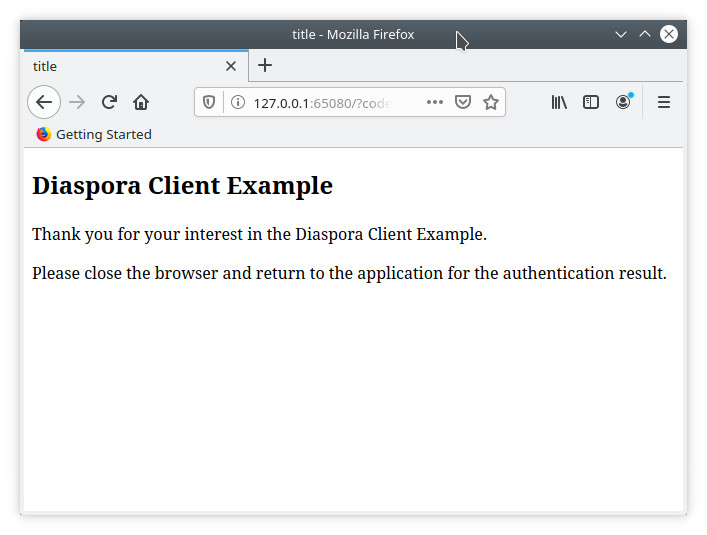 title - Mozilla Firefox
title
127.0.0.1:65080/?code
Getting Started
Diaspora Client Example
Thank you for your interest in the Diaspora Client Example.
Please close the browser and return to the application for the authentication result.